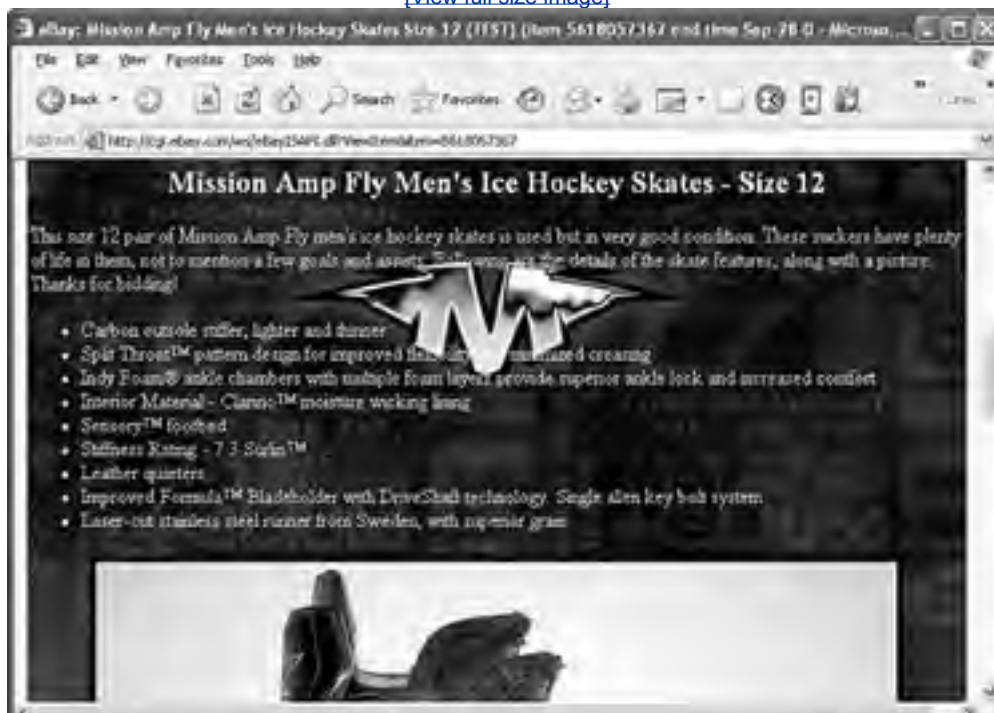 [View full size image]
eBay: Mission Amp Fly Men's Ice Hockey Skates Size 12 (TEST) (item 5618057367 end time Sep-28-0 - Microso...
File Edit View Favorites Tools Help
Back Search Favorites
Mission Amp Fly Men's Ice Hockey Skates - Size 12
This size 12 pair of Mission Amp Fly men's ice hockey skates is used but in very good condition. These suckers have plenty
of life in them, not to mention a few goals and assists. Following are the details of the skate features, along with a picture.
Thanks for bidding!
• Carbon outsole stiffer, lighter and thinner
• Split Throat™ pattern design for improved creasing
• Indy Foam® ankle chambers with multiple foam layers provide superior ankle lock and increased comfort
• Interior Material - Clarino™ moisture wicking lining
• Sensory™ footbed
• Stiffness Rating - 7.3 Surlin™
• Leather quarters
• Improved Formula™ Bladeholder with DriveShaft technology. Single allen key bolt system
• Laser-cut stainless steel runner from Sweden, with superior grain